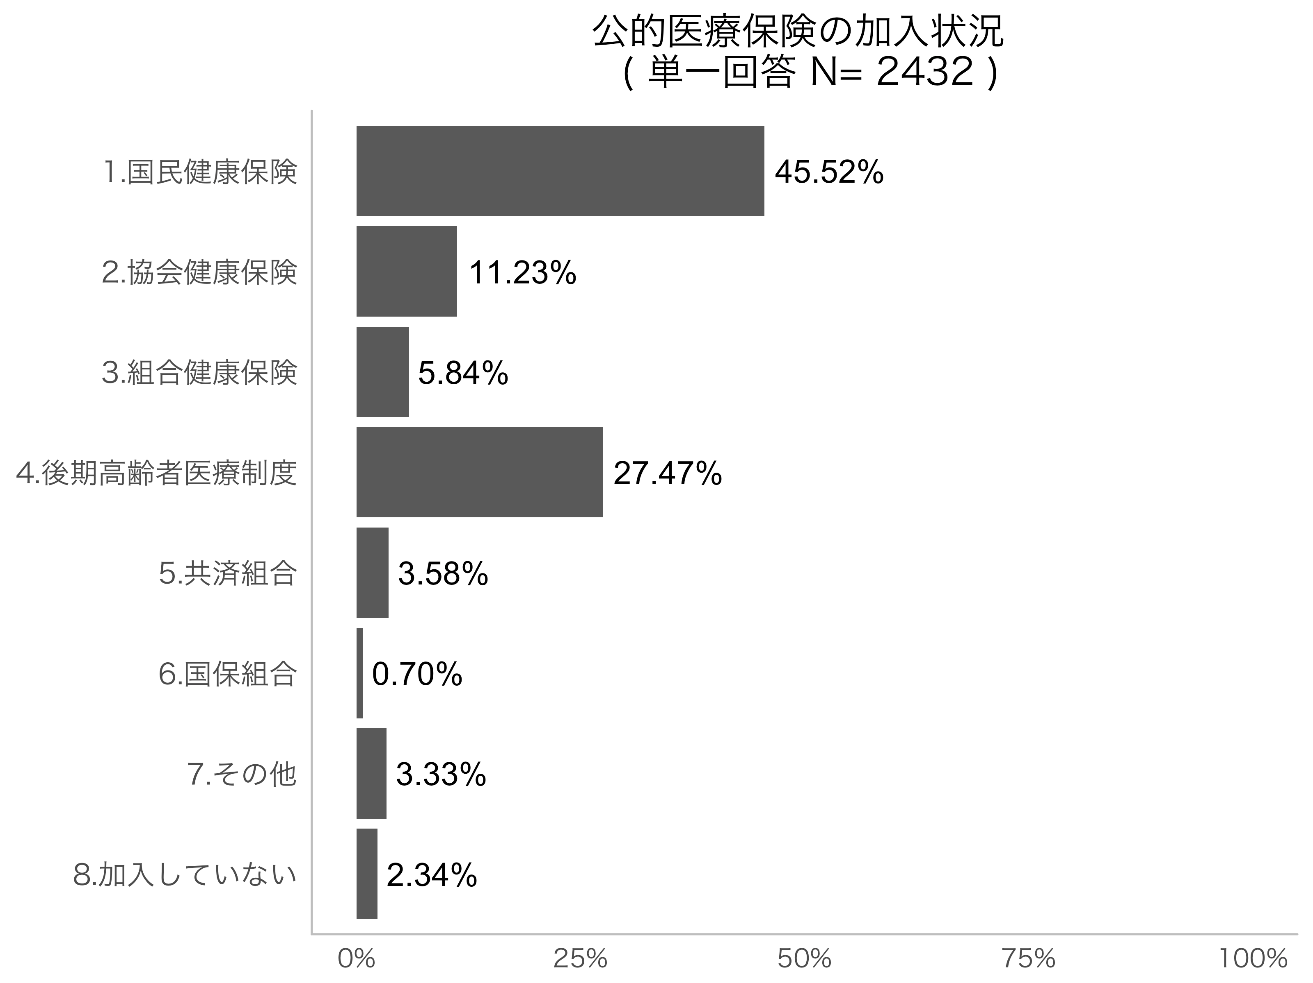 公的医療保険の加入状況
( 単一回答 N= 2432 )
1.国民健康保険 45.52%
2.協会健康保険 11.23%
3.組合健康保険 5.84%
4.後期高齢者医療制度 27.47%
5.共済組合 3.58%
6.国保組合 0.70%
7.その他 3.33%
8.加入していない 2.34%
0% 25% 50% 75% 100%